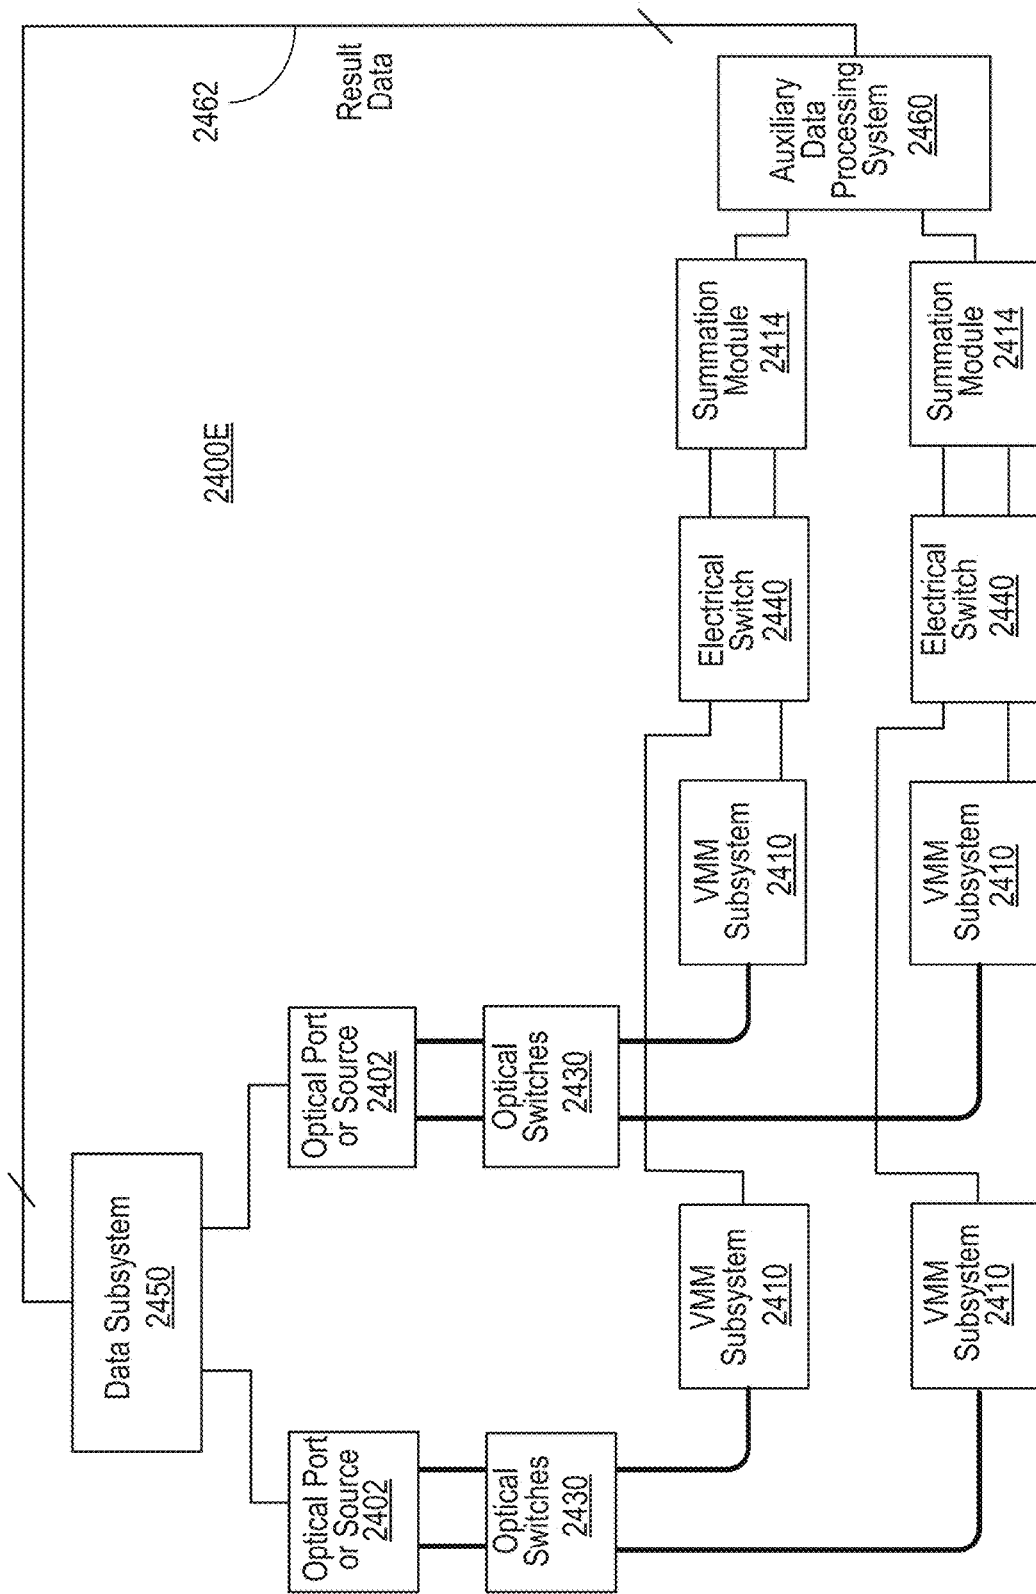 Data Subsystem
2450
2462
Result
Data
2400E
Optical Port
or Source
2402
Optical Port
or Source
2402
Optical
Switches
2430
Optical
Switches
2430
VMM
Subsystem
2410
VMM
Subsystem
2410
Electrical
Switch
2440
Summation
Module
2414
Auxiliary
Data
Processing
System
2460
VMM
Subsystem
2410
VMM
Subsystem
2410
Electrical
Switch
2440
Summation
Module
2414